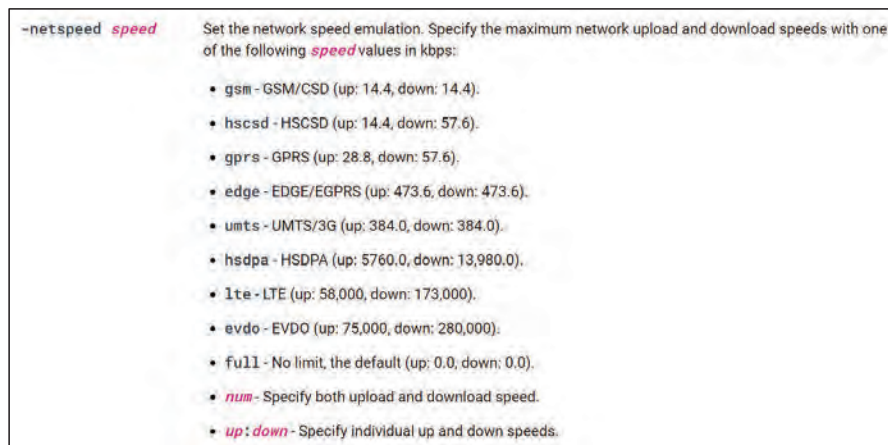 -netspeed speed Set the network speed emulation. Specify the maximum network upload and download speeds with one
of the following speed values in kbps:
• gsm - GSM/CSD (up: 14.4, down: 14.4).
• hscsd - HSCSD (up: 14.4, down: 57.6).
• gprs - GPRS (up: 28.8, down: 57.6).
• edge - EDGE/EGPRS (up: 473.6, down: 473.6).
• umts - UMTS/3G (up: 384.0, down: 384.0).
• hsdpa - HSDPA (up: 5760.0, down: 13,980.0).
• lte - LTE (up: 58,000, down: 173,000).
• evdo - EVDO (up: 75,000, down: 280,000).
• full - No limit, the default (up: 0.0, down: 0.0).
• num - Specify both upload and download speed.
• up:down - Specify individual up and down speeds.